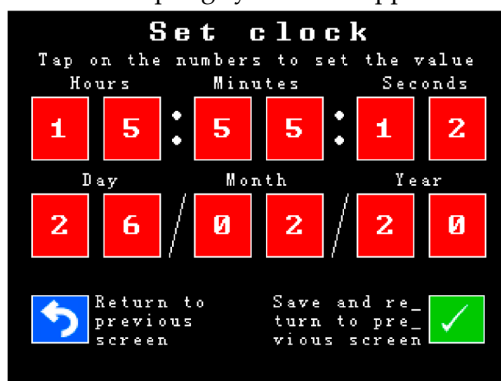 Set clock
Tap on the numbers to set the value
Hours Minutes Seconds
1 5 : 5 5 : 1 2
Day Month Year
2 6 / 0 2 / 2 0
Return to
previous
screen
Save and re_
turn to pre_
vious screen